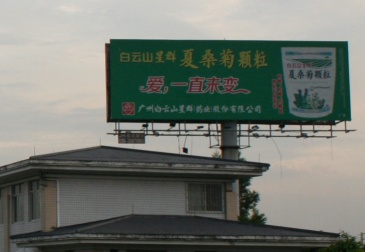 白云山星群 夏桑菊颗粒
爱,一直未变
广州白云山星群(药业)股份有限公司
夏桑菊颗粒